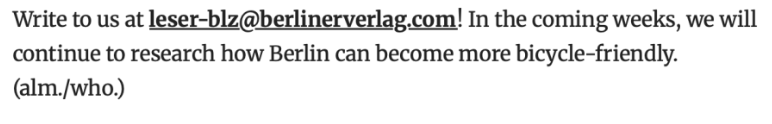 Write to us at leser-blz@berlinerverlag.com! In the coming weeks, we will
continue to research how Berlin can become more bicycle-friendly.
(alm./who.)